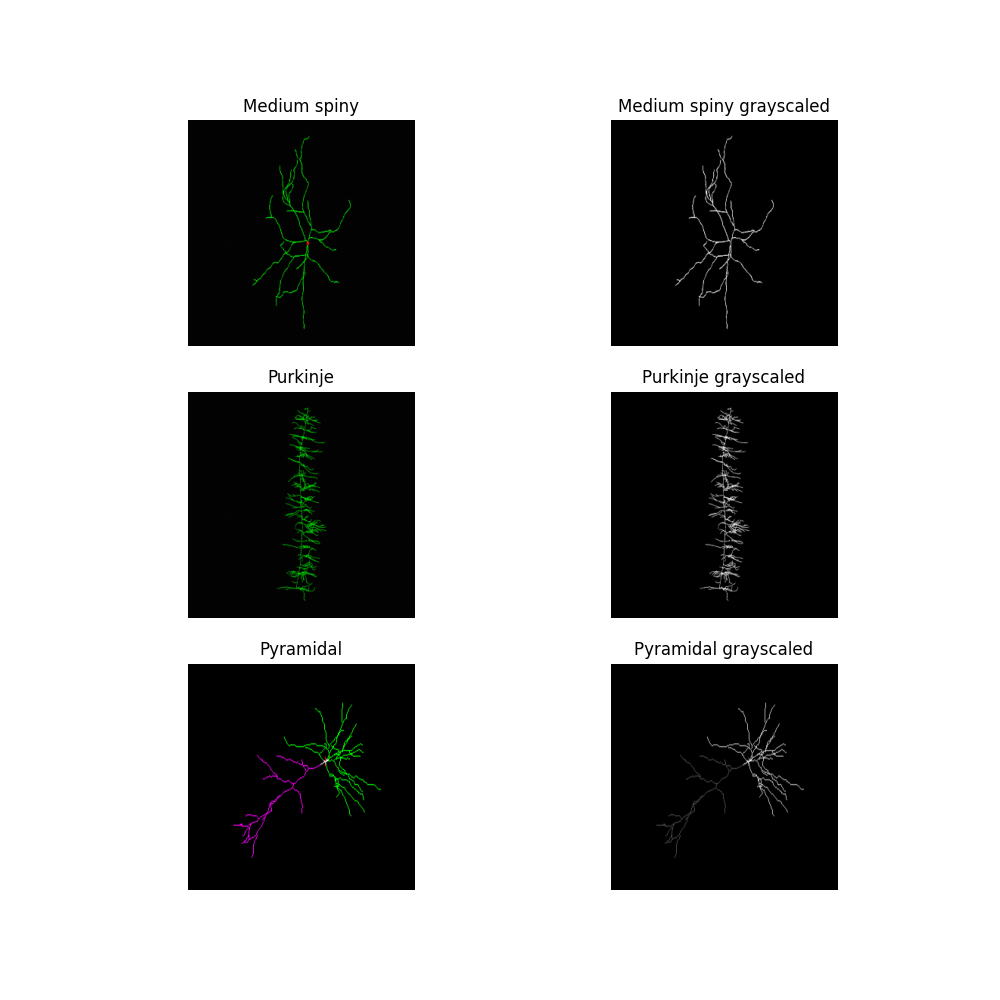 Medium spiny
Medium spiny grayscaled
Purkinje
Purkinje grayscaled
Pyramidal
Pyramidal grayscaled